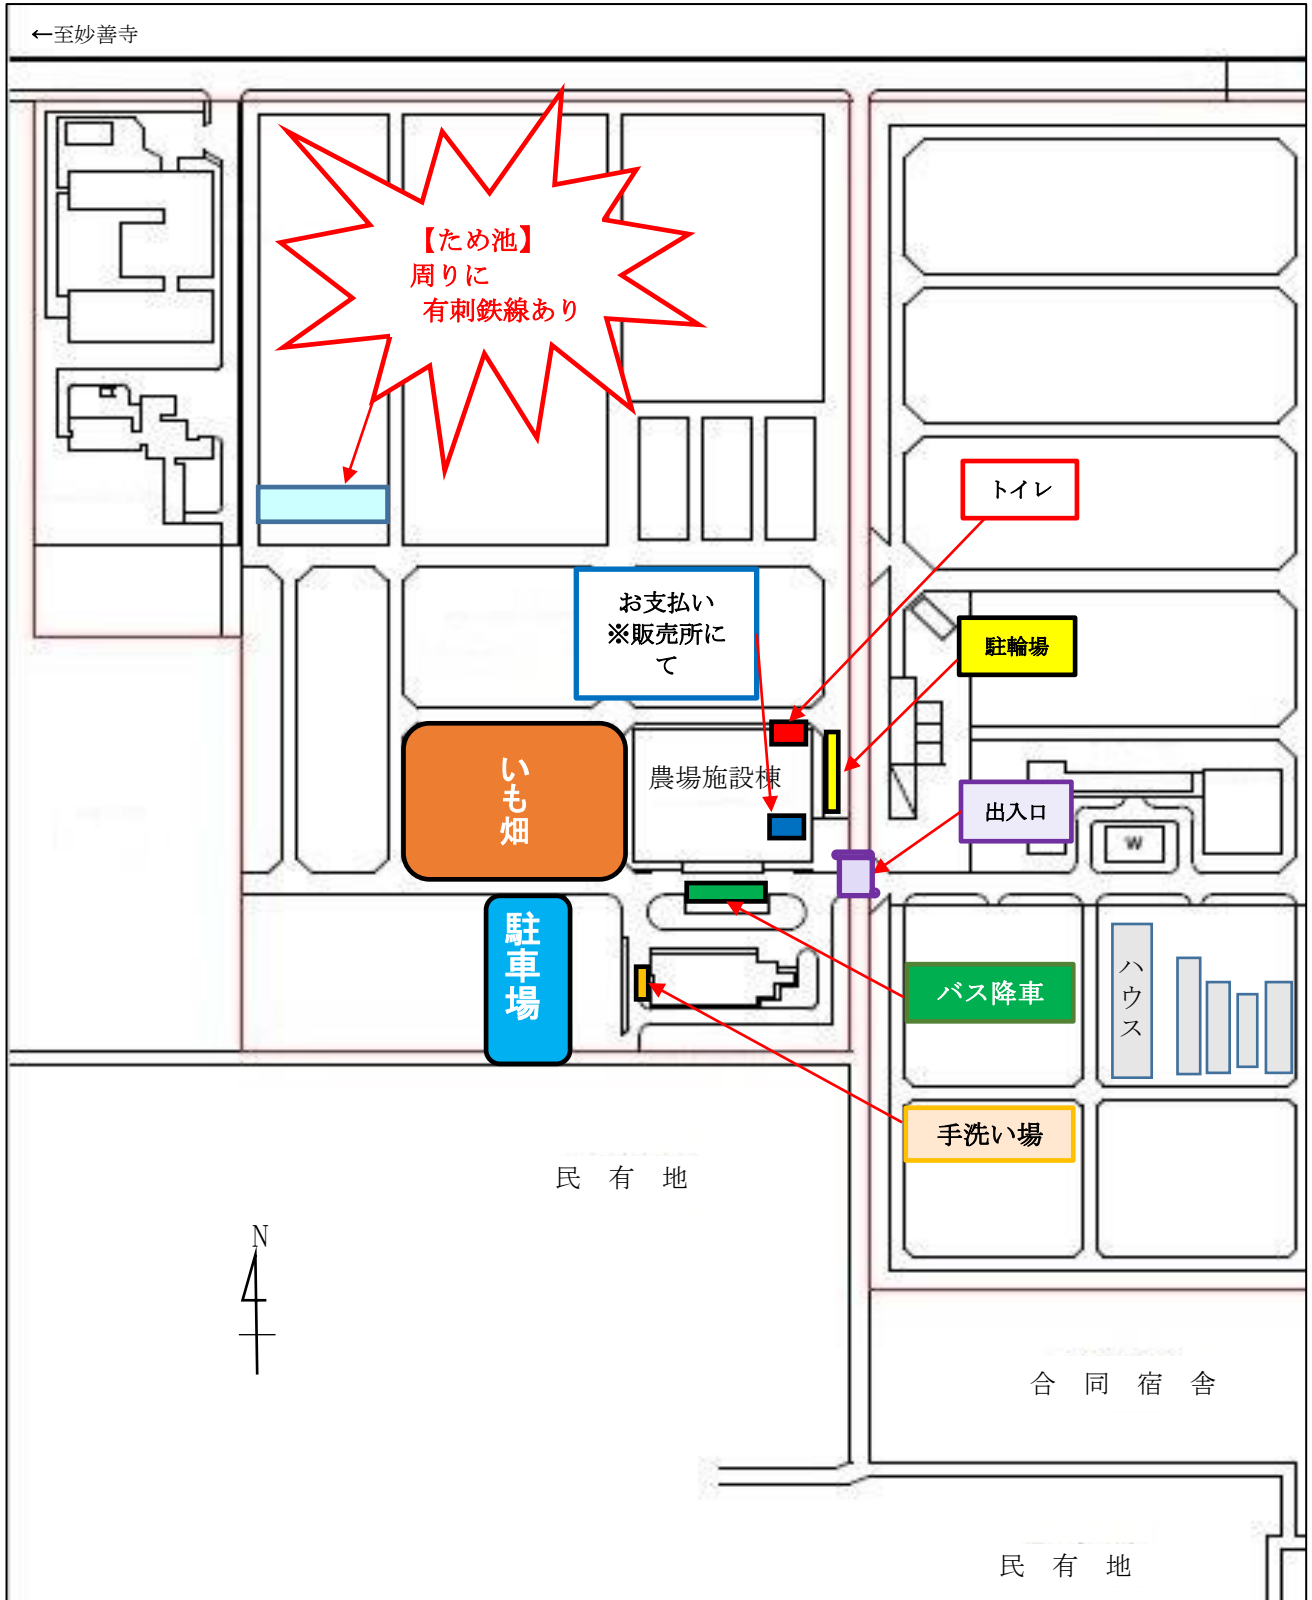 ←至妙善寺
【ため池】
周りに
有刺鉄線あり
トイレ
お支払い
※販売所に
て
駐輪場
いも畑
農場施設棟
出入口
W
駐車場
バス降車
ハウス
手洗い場
民有地
N
合同宿舎
民有地